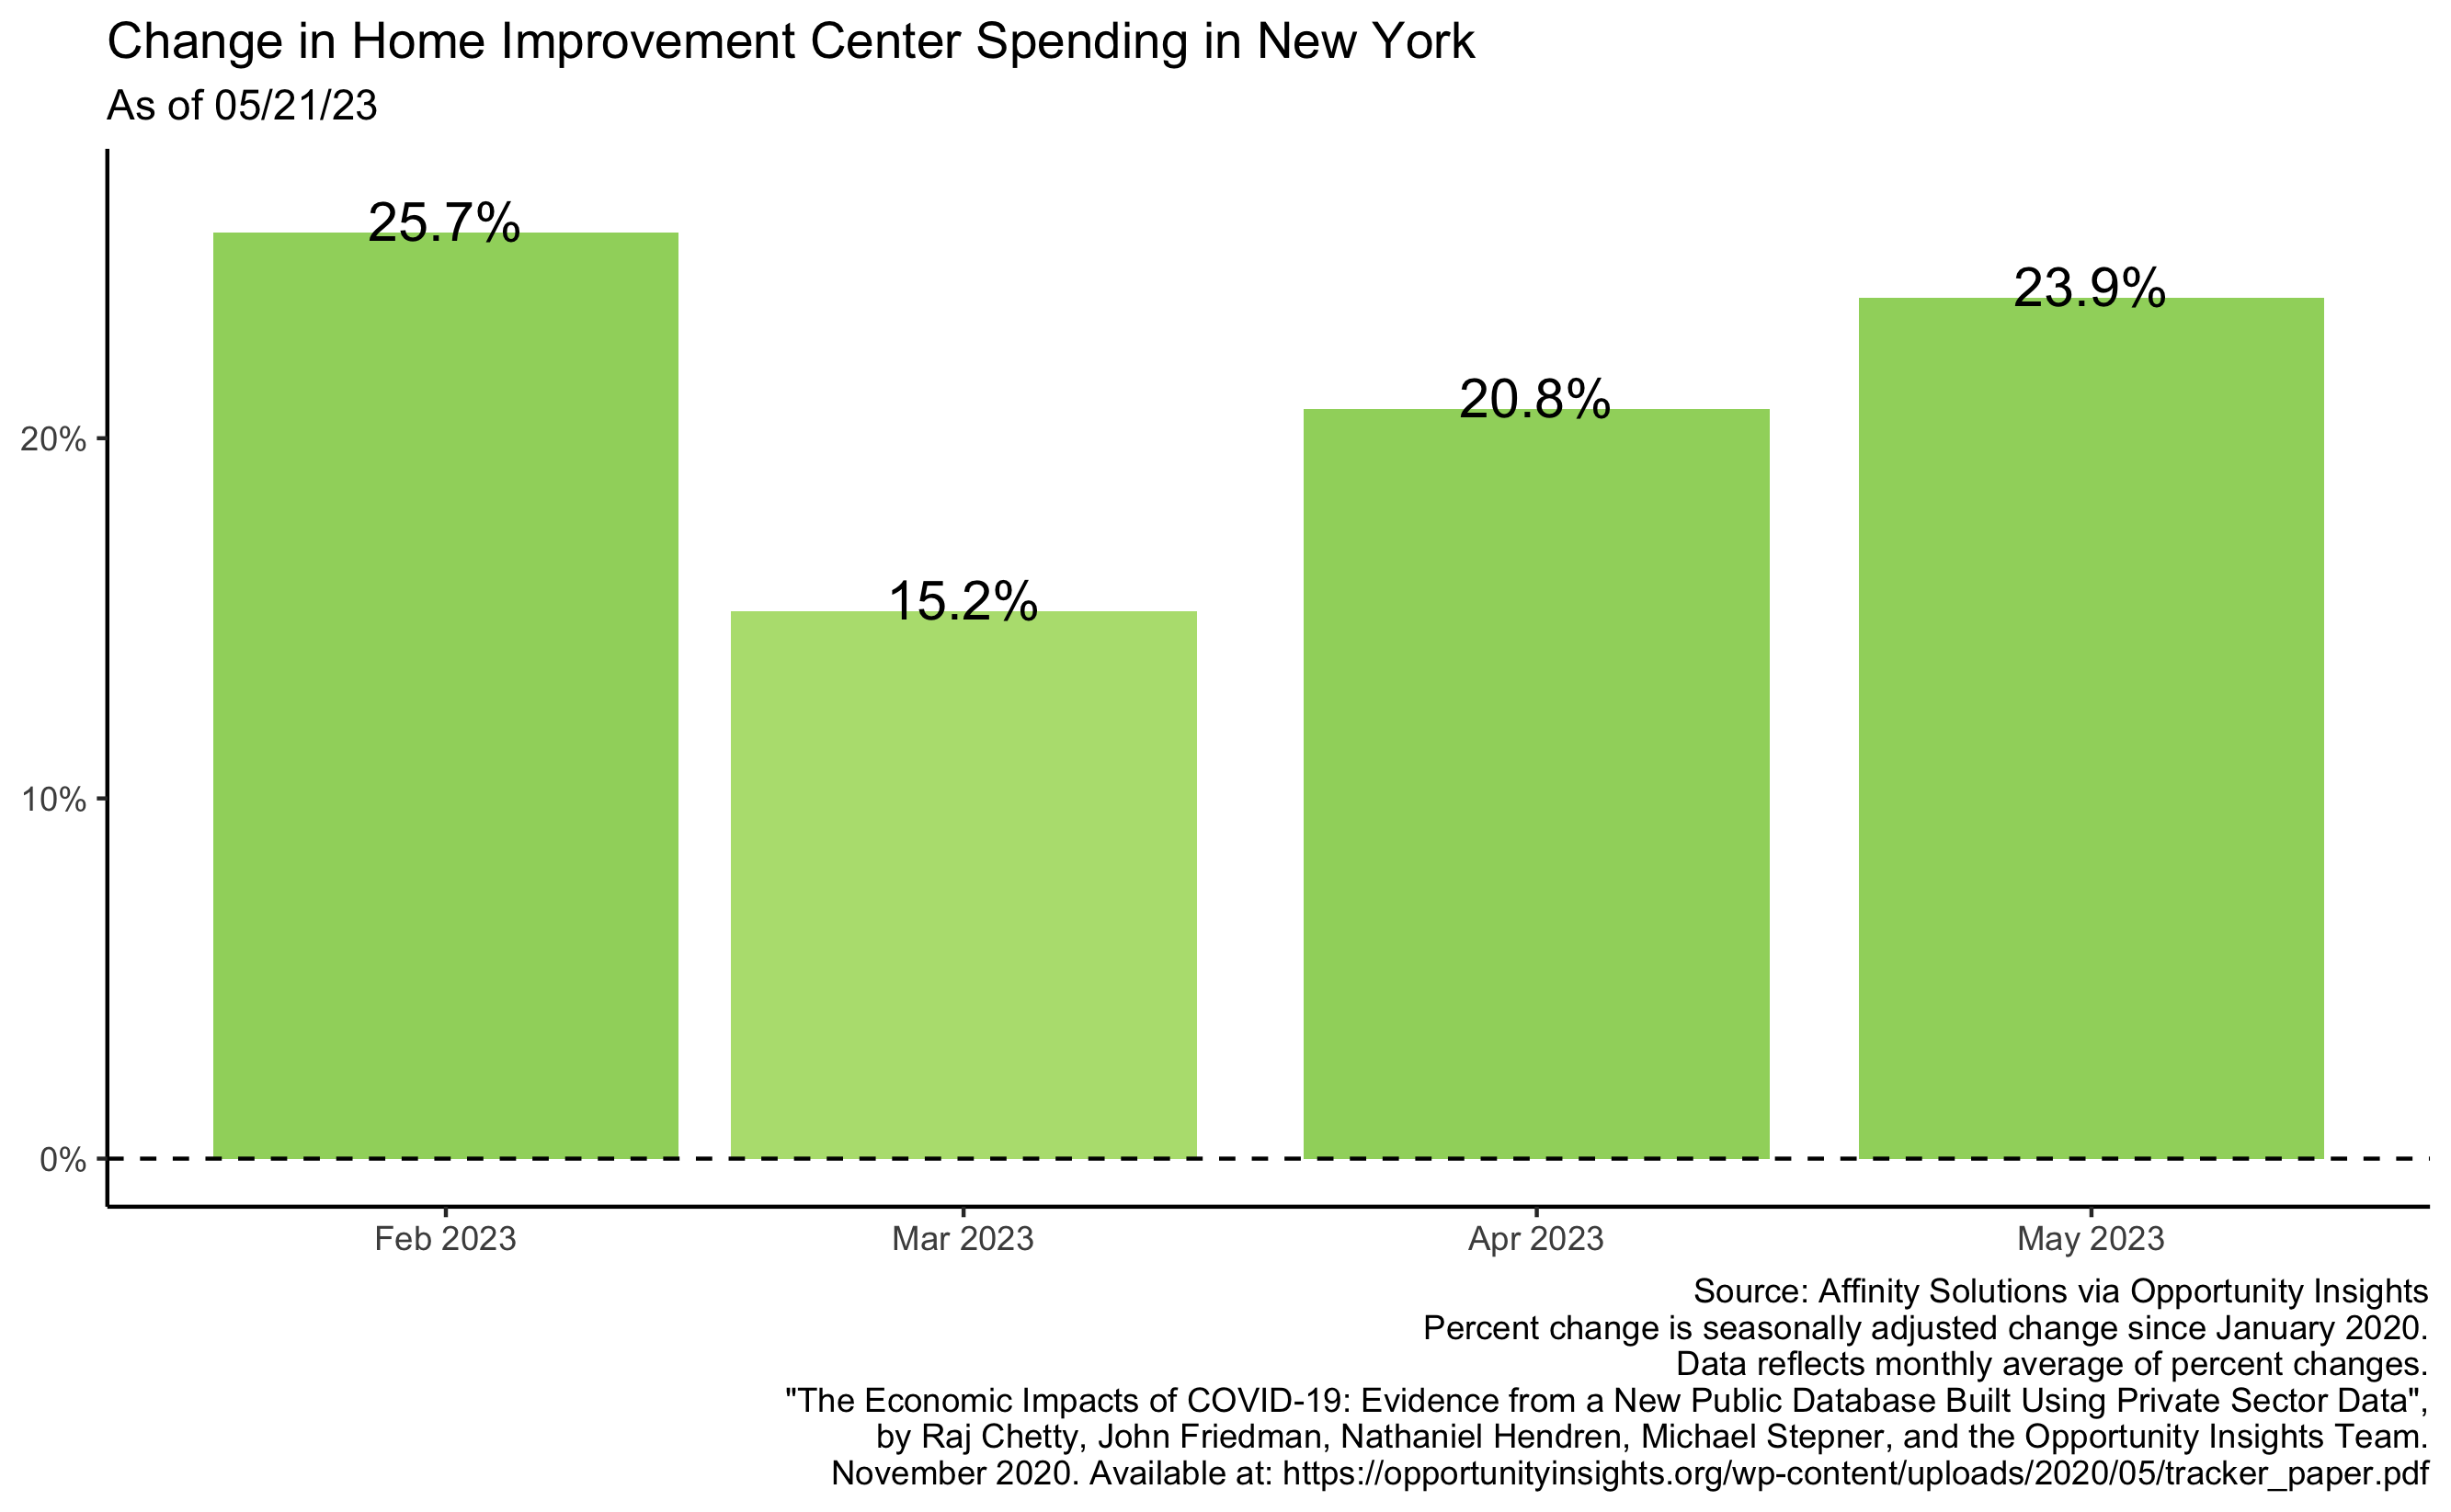 Change in Home Improvement Center Spending in New York
As of 05/21/23
25.7%
23.9%
20.8%
20%
15.2%
10%
0%
Feb 2023
Mar 2023
Apr 2023
May 2023
Source: Affinity Solutions via Opportunity Insights
Percent change is seasonally adjusted change since January 2020.
Data reflects monthly average of percent changes.
"The Economic Impacts of COVID-19: Evidence from a New Public Database Built Using Private Sector Data",
by Raj Chetty, John Friedman, Nathaniel Hendren, Michael Stepner, and the Opportunity Insights Team.
November 2020. Available at: https://opportunityinsights.org/wp-content/uploads/2020/05/tracker_paper.pdf